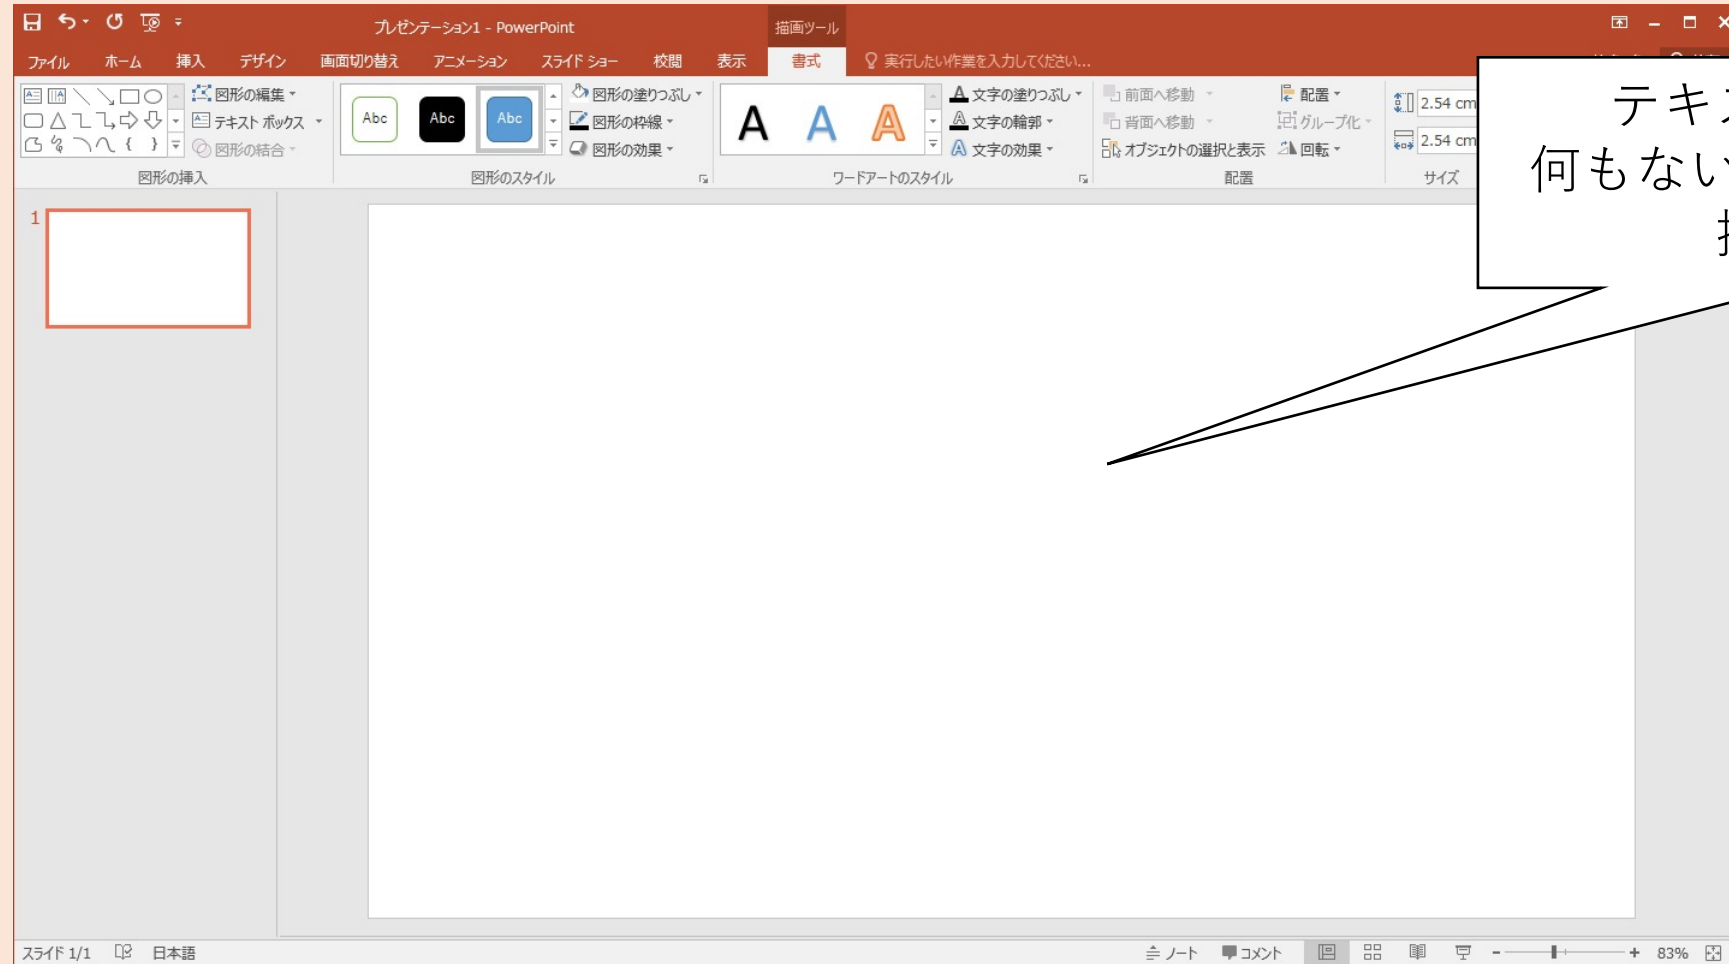 プレゼンテーション1 - PowerPoint
描画ツール
ファイル ホーム 挿入 デザイン 画面切り替え アニメーション スライド ショー 校閲 表示 書式 実行したい作業を入力してください...
図形の編集
テキスト ボックス
図形の結合
図形の挿入
Abc Abc Abc
図形の塗りつぶし
図形の枠線
図形の効果
図形のスタイル
A A A
文字の塗りつぶし
文字の輪郭
文字の効果
ワードアートのスタイル
前面へ移動
背面へ移動
オブジェクトの選択と表示
配置
グループ化
回転
配置
2.54 cm
2.54 cm
サイズ
テキ
何もない
1
スライド 1/1 日本語
ノート コメント 83%